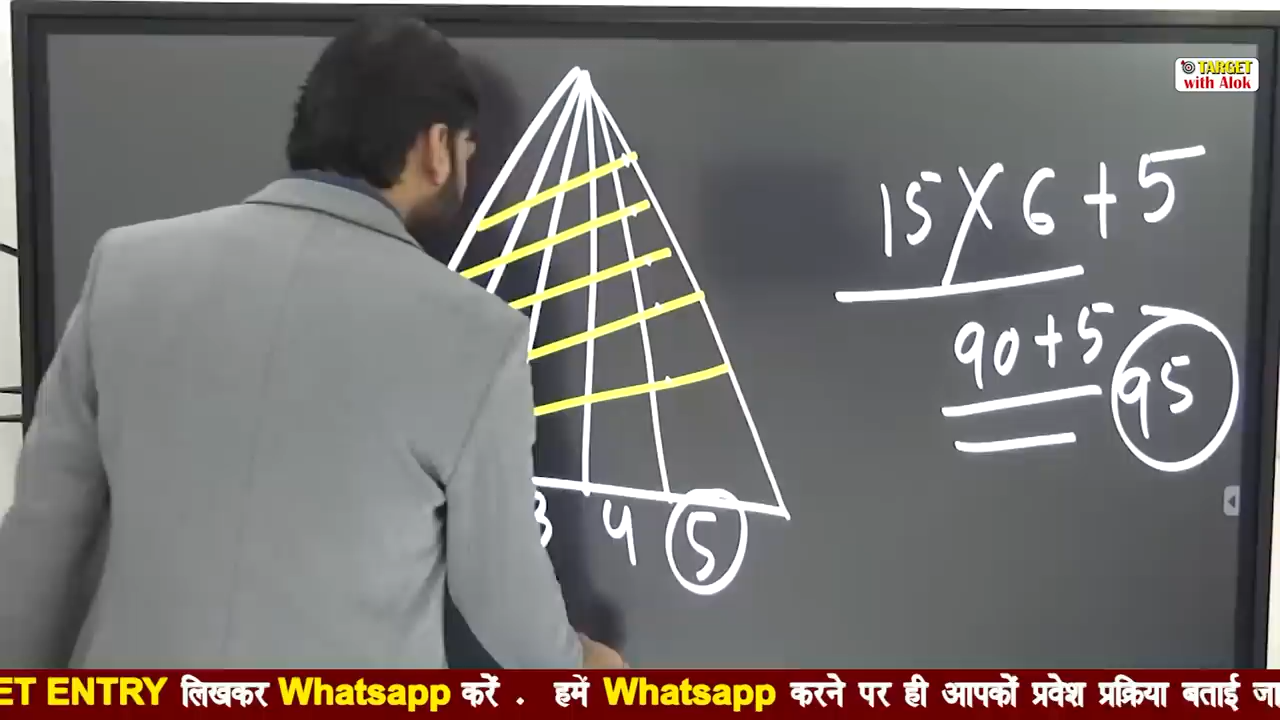 TARGET
with Alok
15 X 6 + 5
90 + 5
95
3 4 5
ET ENTRY लिखकर Whatsapp करें . हमें Whatsapp करने पर ही आपकों प्रवेश प्रक्रिया बताई जा